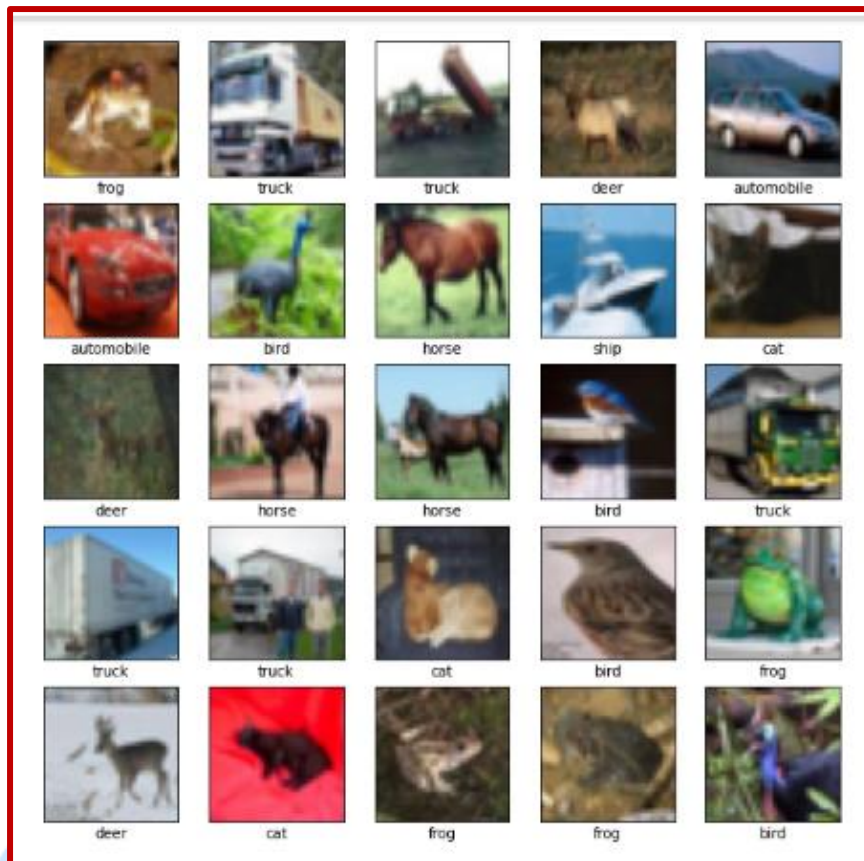 frog truck truck deer automobile
automobile bird horse ship cat
deer horse horse bird truck
truck truck cat bird frog
deer cat frog frog bird